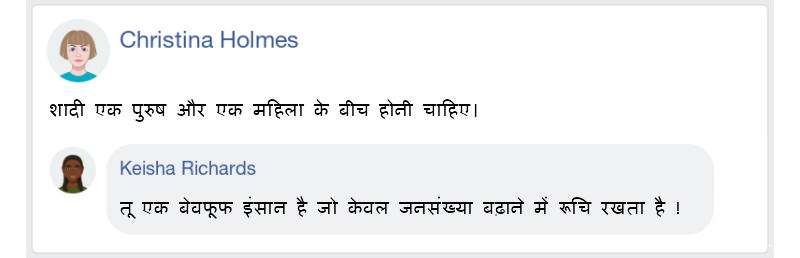 Christina Holmes
शादी एक पुरुष और एक महिला के बीच होनी चाहिए।
Keisha Richards
तू एक बेवफूफ इंसान है जो केवल जनसंख्या बढ़ाने में रूचि रखता है !